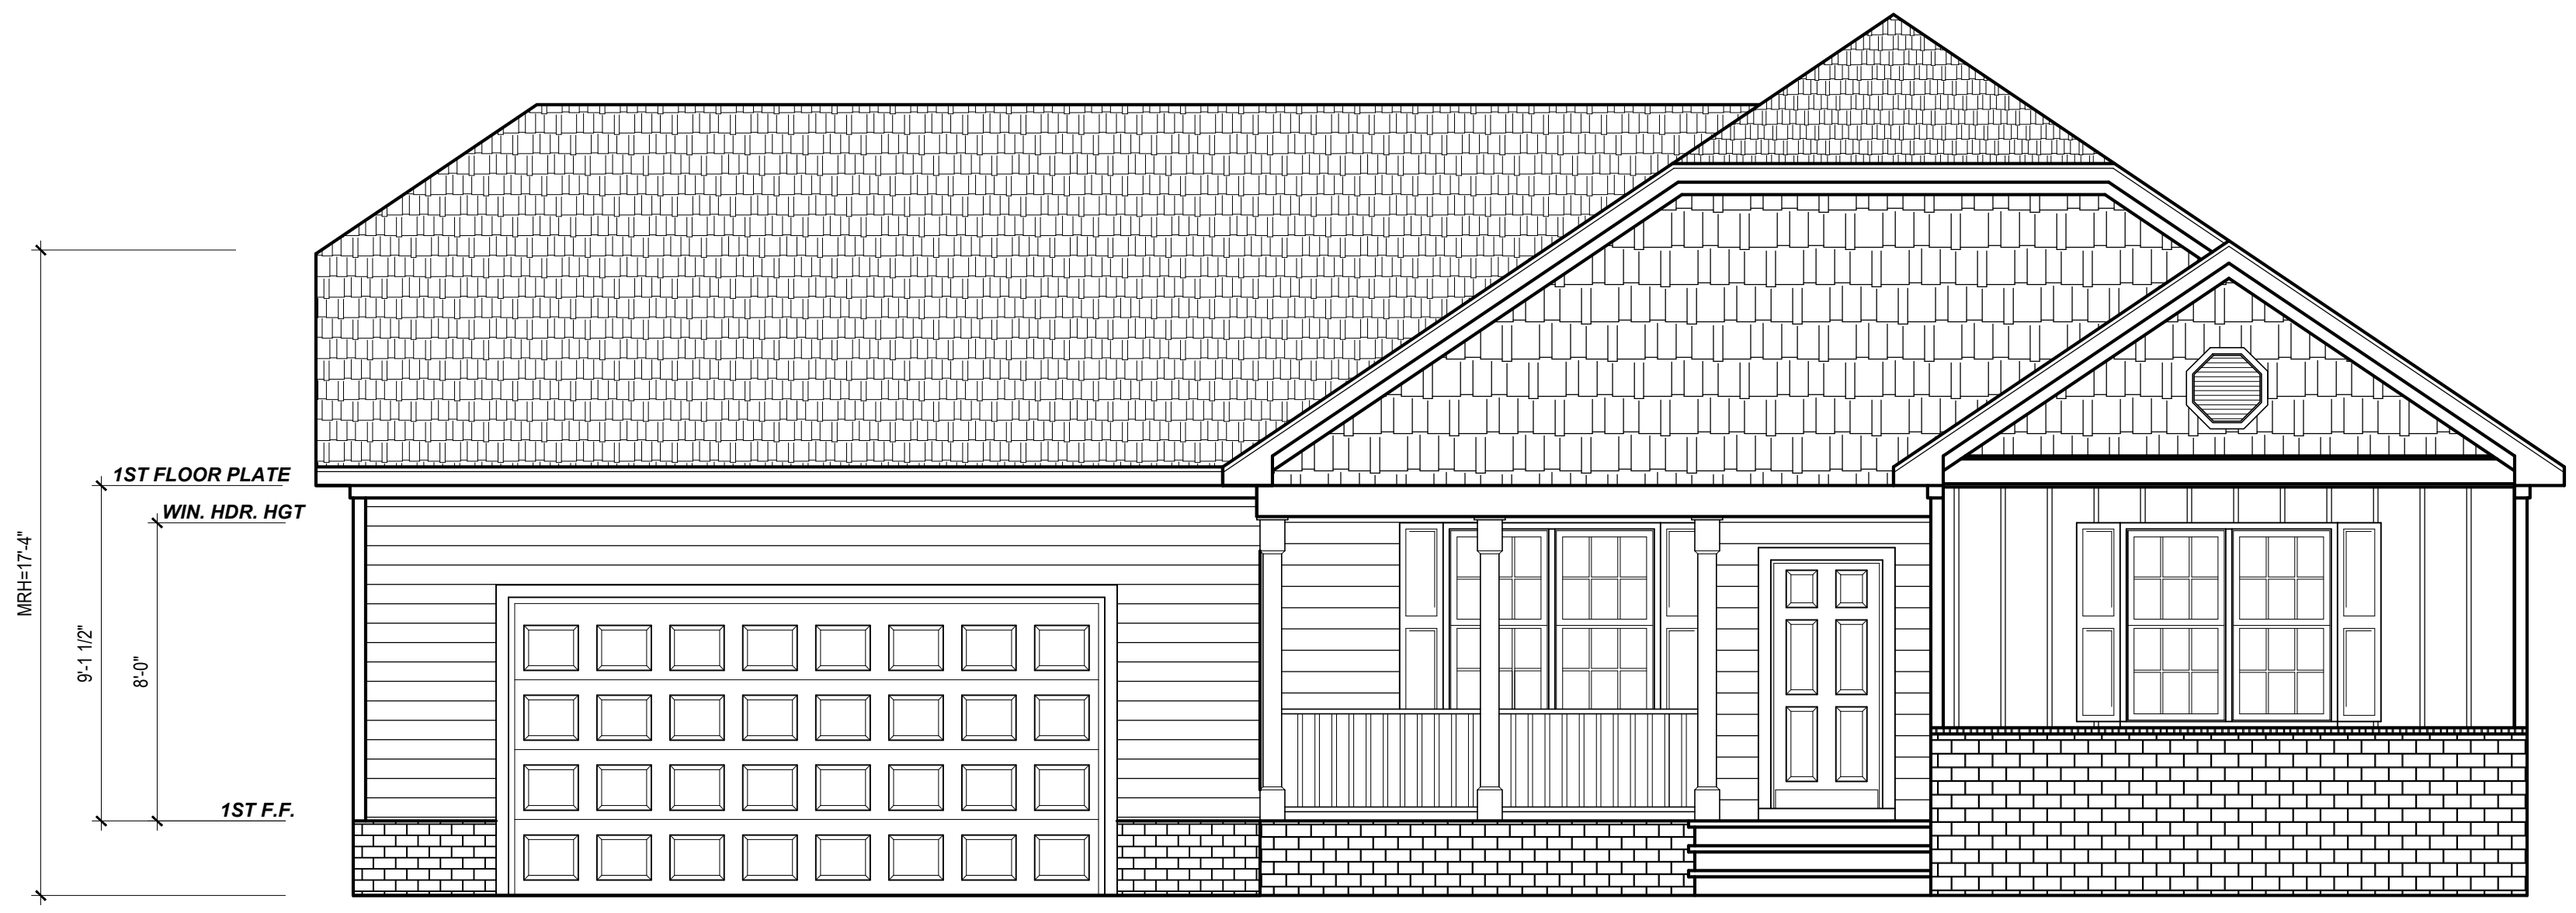 1ST FLOOR PLATE
WIN. HDR. HGT
MRH=17'-4"
9'-1 1/2"
8'-0"
1ST F.F.